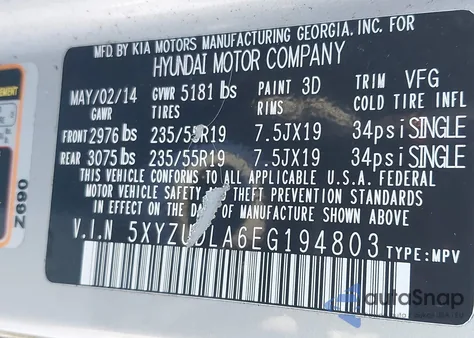 MFD. BY KIA MOTORS MANUFACTURING GEORGIA, INC. FOR
HYUNDAI MOTOR COMPANY
MAY/02/14 GVWR 5181 lbs PAINT 3D TRIM VFG
GAWR TIRES RIMS COLD TIRE INFL
FRONT 2976 lbs 235/55R19 7.5JX19 34psi SINGLE
REAR 3075 lbs 235/55R19 7.5JX19 34psi SINGLE
THIS VEHICLE CONFORMS TO ALL APPLICABLE U.S.A. FEDERAL
MOTOR VEHICLE SAFETY THEFT PREVENTION STANDARDS
IN EFFECT ON THE DATE OF MANUFACTURE SHOWN ABOVE
V.I.N 5XYZUDLA6EG194803 TYPE: MPV
Z690
autoSnap